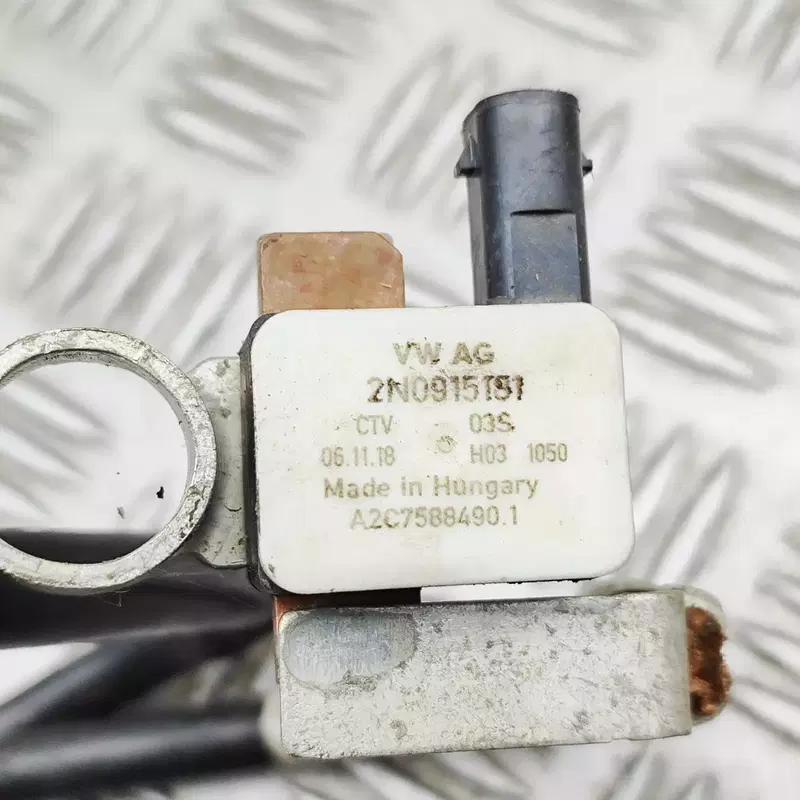 VW AG
2N0915181
CTV 03S
06.11.18 H03 1050
Made in Hungary
A2C7588490.1